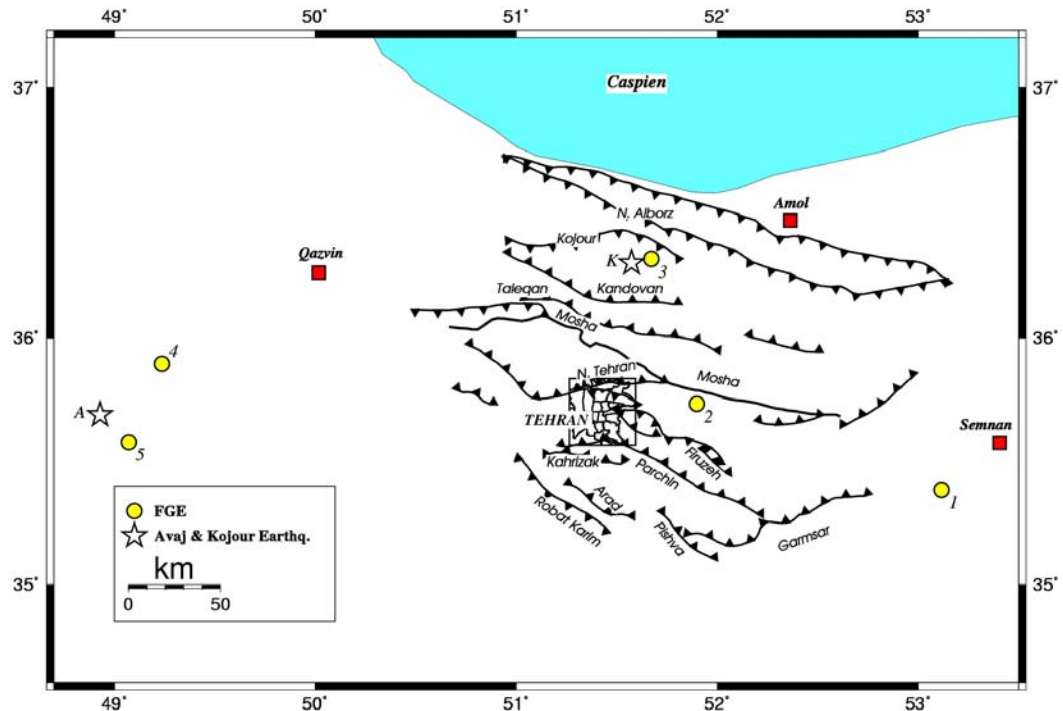 49° 50° 51° 52° 53°
37° 37°
Caspien
Amol
N. Alborz
Kojour
Qazvin
K
3
Taleqan Kandovan
Mosha
36° 36°
4
N. Tehran
Mosha
A
2
TEHRAN
Semnan
5
Kahrizak
Firuzeh
Parchin
1
FGE
Arad
Avaj & Kojour Earthq.
Robat Karim
Pishva
Garmsar
km
0 50
35° 35°
49° 50° 51° 52° 53°